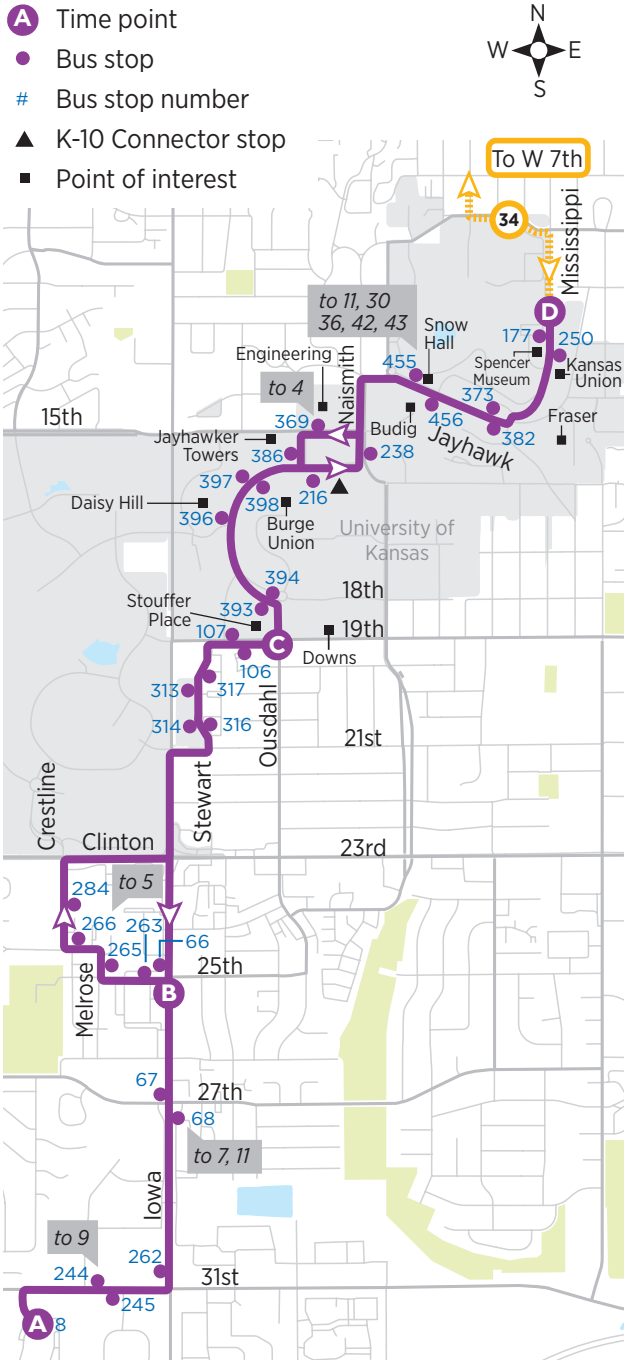 A Time point
Bus stop
# Bus stop number
K-10 Connector stop
Point of interest
N
W E
S
To W 7th
34
Mississippi
D
to 11, 30
36, 42, 43
Snow
Hall
177
250
Spencer
Museum
Kansas
Union
Engineering
Naismith
455
to 4
373
456
Budig
Jayhawk
382
Fraser
15th
369
Jayhawker
Towers
386
238
397
398
216
Daisy Hill
396
Burge
Union
University of
Kansas
394
18th
Stouffer
Place
393
19th
107
C
Downs
106
313
317
Ousdahl
314
316
21st
Stewart
Crestline
Clinton
23rd
to 5
284
266
263
66
265
25th
Melrose
B
67
27th
68
to 7, 11
Iowa
to 9
262
244
31st
245
A 8